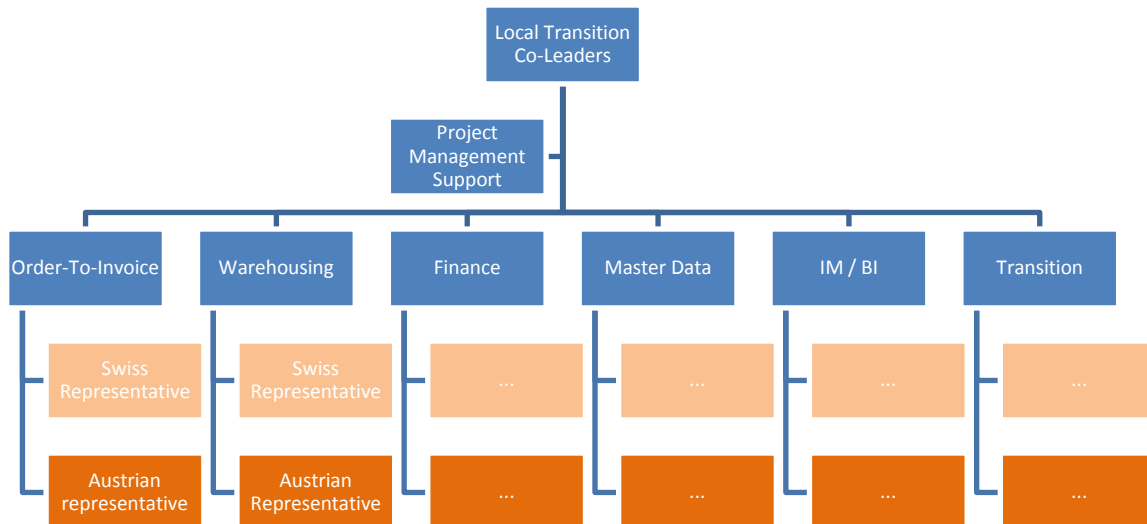 Local Transition
Co-Leaders
Project
Management
Support
Order-To-Invoice
Warehousing
Finance
Master Data
IM / BI
Transition
Swiss
Representative
Swiss
Representative
...
...
...
...
Austrian
representative
Austrian
Representative
...
...
...
...